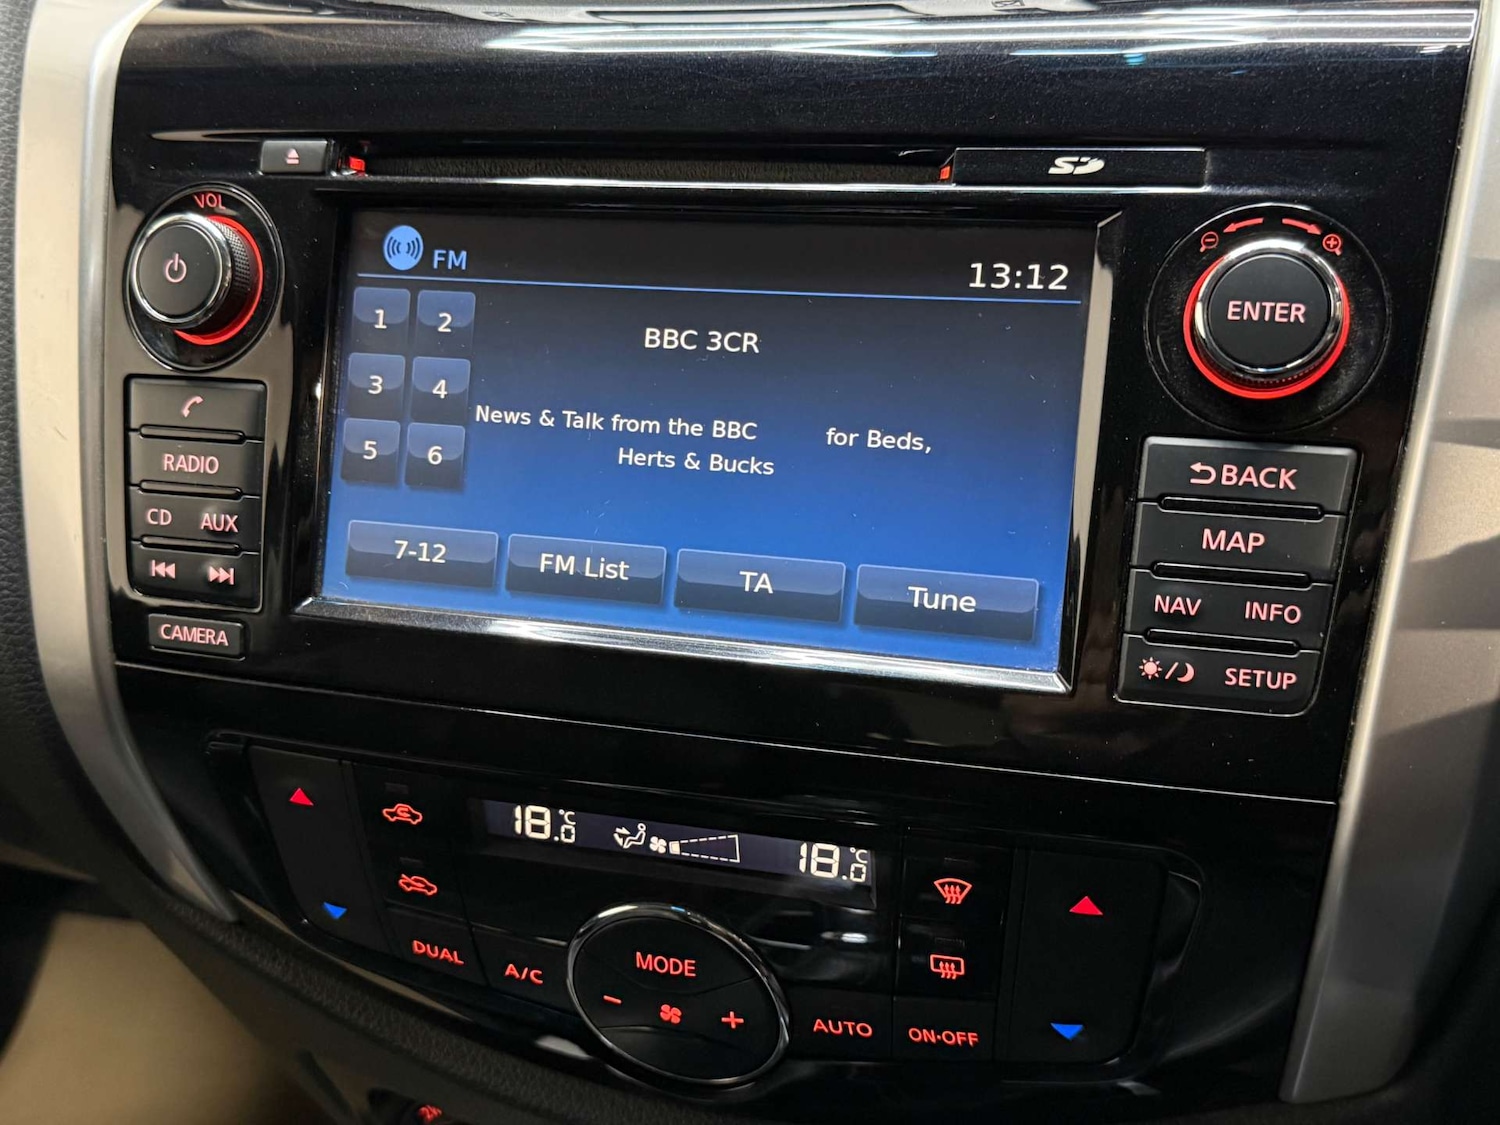 SD
VOL
FM
13:12
1 2
3 4
5 6
BBC 3CR
News & Talk from the BBC for Beds,
Herts & Bucks
7-12 FM List TA Tune
RADIO
CD AUX
CAMERA
ENTER
BACK
MAP
NAV INFO
SETUP
18.0 °C 18.0 °C
DUAL A/C
MODE
AUTO ON•OFF